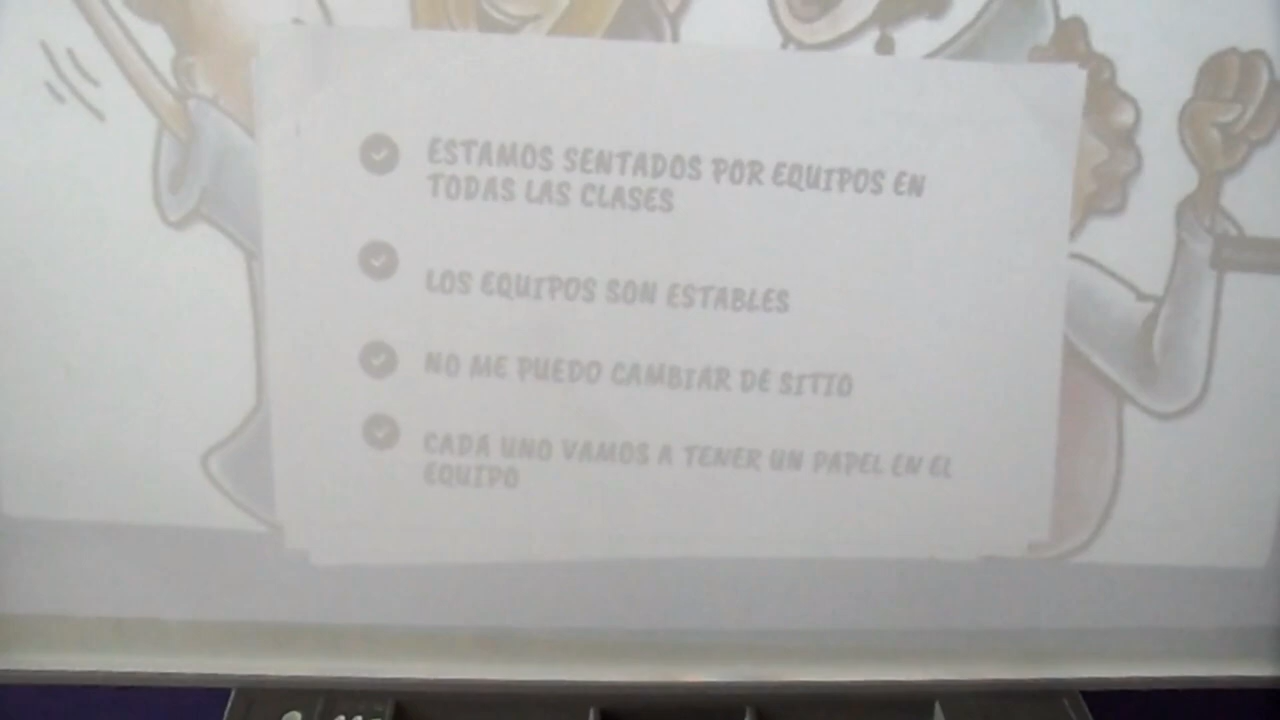 ESTAMOS SENTADOS POR EQUIPOS EN
TODAS LAS CLASES
LOS EQUIPOS SON ESTABLES
NO ME PUEDO CAMBIAR DE SITIO
CADA UNO VAMOS A TENER UN PAPEL EN EL
EQUIPO